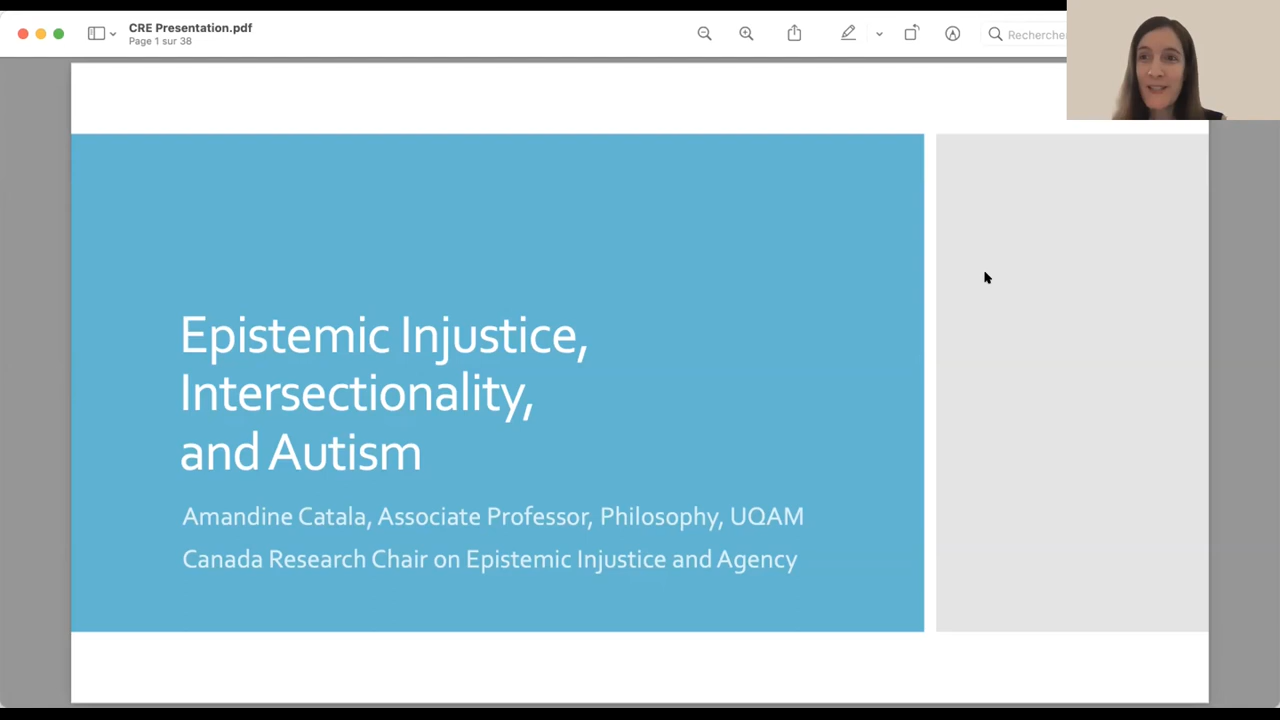 CRE Presentation.pdf
Page 1 sur 38
Recherche
Epistemic Injustice,
Intersectionality,
and Autism
Amandine Catala, Associate Professor, Philosophy, UQAM
Canada Research Chair on Epistemic Injustice and Agency